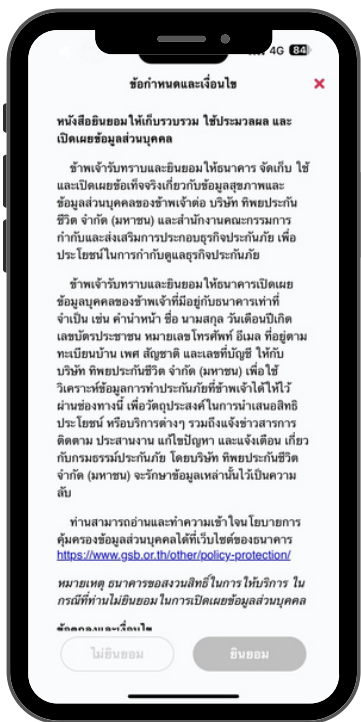 4G 84
ข้อกำหนดและเงื่อนไข
หนังสือยินยอมให้เก็บรวบรวม ใช้ประมวลผล และ
เปิดเผยข้อมูลส่วนบุคคล
ข้าพเจ้ารับทราบและยินยอมให้ธนาคาร จัดเก็บ ใช้
และเปิดเผยข้อเท็จจริงเกี่ยวกับข้อมูลสุขภาพและ
ข้อมูลส่วนบุคคลของข้าพเจ้าต่อ บริษัท ทิพยประกัน
ชีวิต จำกัด (มหาชน) และสำนักงานคณะกรรมการ
กำกับและส่งเสริมการประกอบธุรกิจประกันภัย เพื่อ
ประโยชน์ในการกำกับดูแลธุรกิจประกันภัย
ข้าพเจ้ารับทราบและยินยอมให้ธนาคารเปิดเผย
ข้อมูลบุคคลของข้าพเจ้าที่มีอยู่กับธนาคารเท่าที่
จำเป็น เช่น คำนำหน้า ชื่อ นามสกุล วันเดือนปีเกิด
เลขบัตรประชาชน หมายเลขโทรศัพท์ อีเมล ที่อยู่ตาม
ทะเบียนบ้าน เพศ สัญชาติ และเลขที่บัญชี ให้กับ
บริษัท ทิพยประกันชีวิต จำกัด (มหาชน) เพื่อใช้
วิเคราะห์ข้อมูลการทำประกันภัยที่ข้าพเจ้าได้ให้ไว้
ผ่านช่องทางนี้ เพื่อวัตถุประสงค์ในการนำเสนอสิทธิ
ประโยชน์ หรือบริการต่างๆ รวมถึงแจ้งข่าวสารการ
ติดตาม ประสานงาน แก้ไขปัญหา และแจ้งเตือน เกี่ยว
กับกรมธรรม์ประกันภัย โดยบริษัท ทิพยประกันชีวิต
จำกัด (มหาชน) จะรักษาข้อมูลเหล่านั้นไว้เป็นความ
ลับ
ท่านสามารถอ่านและทำความเข้าใจนโยบายการ
คุ้มครองข้อมูลส่วนบุคคลได้ที่เว็บไซต์ของธนาคาร
https://www.gsb.or.th/other/policy-protection/
หมายเหตุ ธนาคารขอสงวนสิทธิ์ในการให้บริการ ใน
กรณีที่ท่านไม่ยินยอมในการเปิดเผยข้อมูลส่วนบุคคล
ข้อตกลงและเงื่อนไข
ไม่ยินยอม ยินยอม